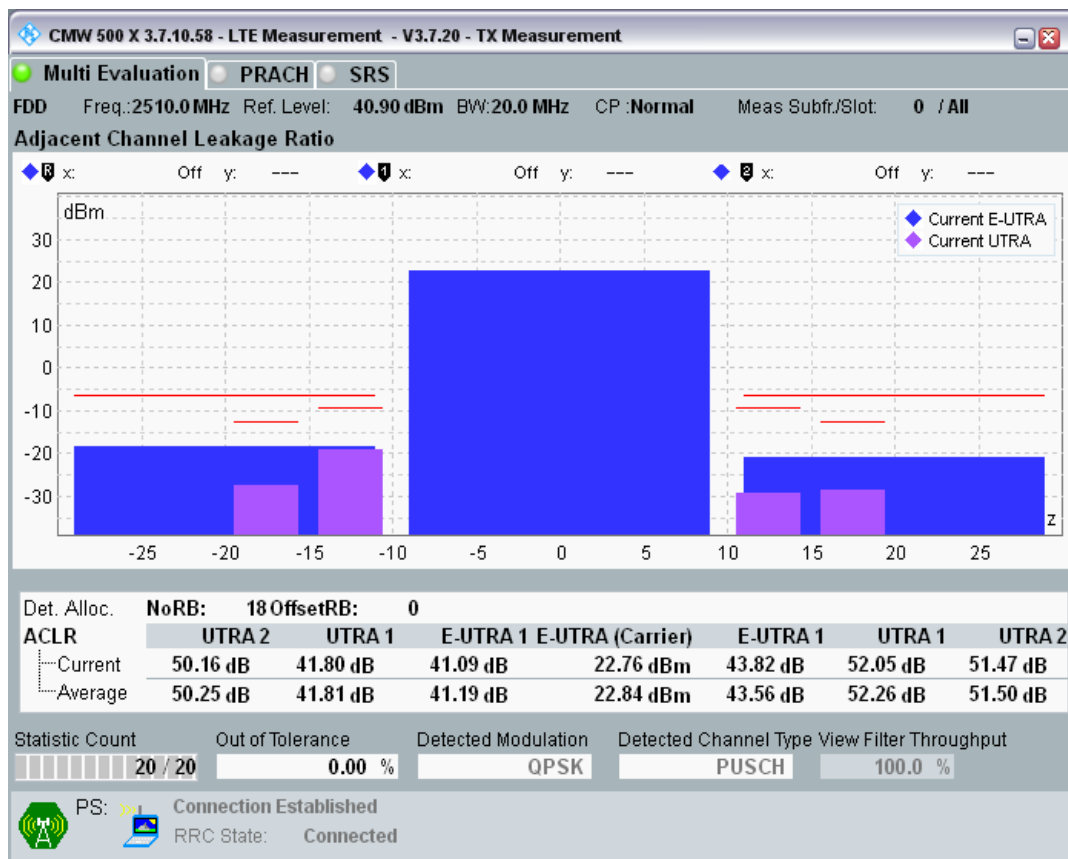 CMW 500 X 3.7.10.58 - LTE Measurement - V3.7.20 - TX Measurement
Multi Evaluation PRACH SRS
FDD Freq.:2510.0 MHz Ref. Level: 40.90 dBm BW:20.0 MHz CP :Normal Meas Subfr./Slot: 0 / All
Adjacent Channel Leakage Ratio
R x: Off y: --- 1 x: Off y: --- 2 x: Off y: ---
dBm
Current E-UTRA
Current UTRA
30
20
10
0
-10
-20
-30
z
-25 -20 -15 -10 -5 0 5 10 15 20 25
Det. Alloc. NoRB: 18 OffsetRB: 0
ACLR UTRA 2 UTRA 1 E-UTRA 1 E-UTRA (Carrier) E-UTRA 1 UTRA 1 UTRA 2
Current 50.16 dB 41.80 dB 41.09 dB 22.76 dBm 43.82 dB 52.05 dB 51.47 dB
Average 50.25 dB 41.81 dB 41.19 dB 22.84 dBm 43.56 dB 52.26 dB 51.50 dB
Statistic Count Out of Tolerance Detected Modulation Detected Channel Type View Filter Throughput
20 / 20 0.00 % QPSK PUSCH 100.0 %
PS: Connection Established
RRC State: Connected